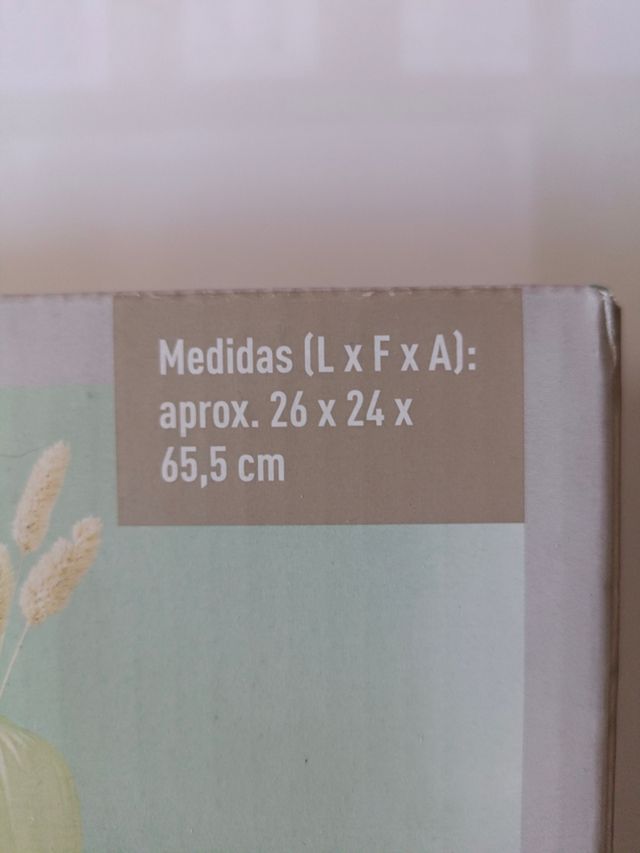 Medidas (L x F x A):
aprox. 26 x 24 x
65,5 cm